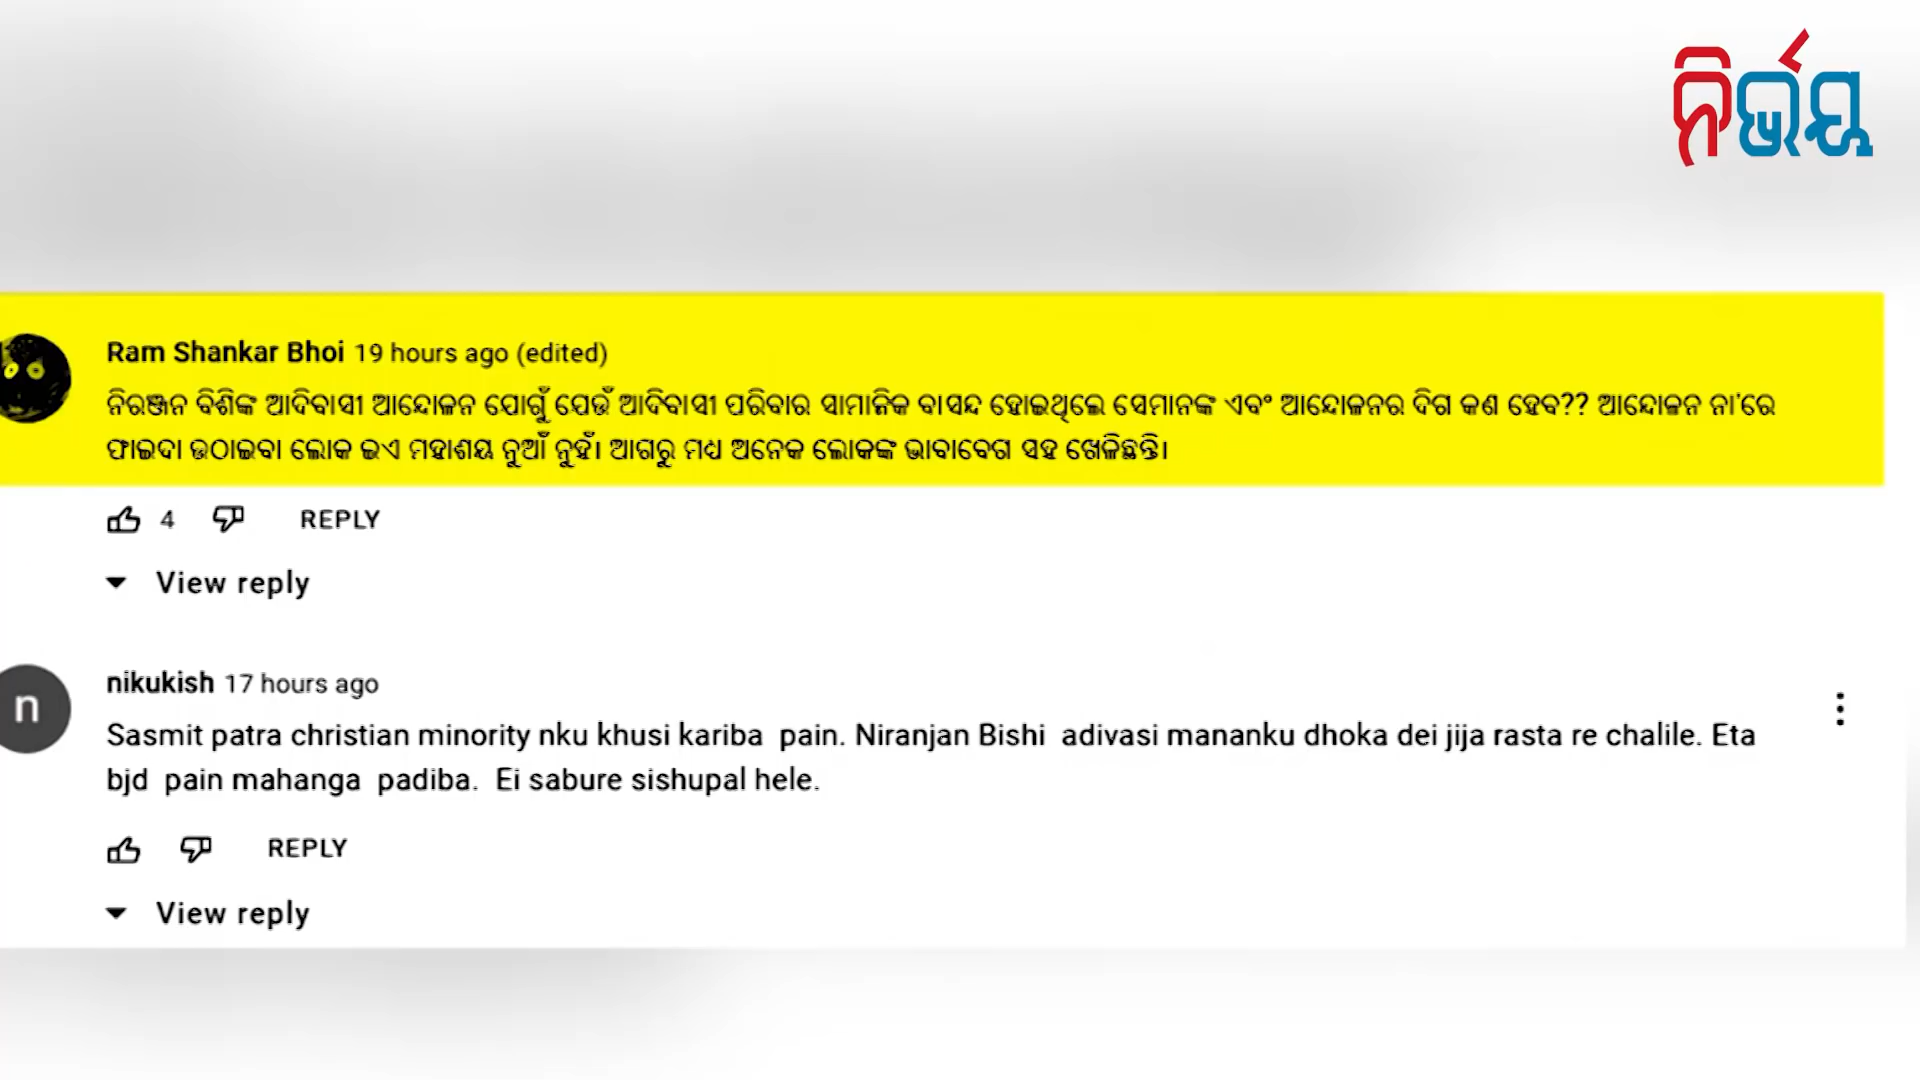 ନିର୍ଭୟ
Ram Shankar Bhoi 19 hours ago (edited)
ନିରଞ୍ଜନ ବିଶିଙ୍କ ଆଦିବାସୀ ଆନ୍ଦୋଳନ ଯୋଗୁଁ ଯେଉଁ ଆଦିବାସୀ ପରିବାର ସାମାଜିକ ବାସନ୍ଦ ହୋଇଥିଲେ ସେମାନଙ୍କ ଏବଂ ଆନ୍ଦୋଳନର ଦିଗ କଣ ହେବ?? ଆନ୍ଦୋଳନ ନା'ରେ
ଫାଇଦା ଉଠାଇବା ଲୋକ ଇଏ ମହାଶୟ ନୁଆଁ ନୁହଁ। ଆଗରୁ ମଧ୍ୟ ଅନେକ ଲୋକଙ୍କ ଭାବାବେଗ ସହ ଖେଳିଛନ୍ତି।
4 REPLY
View reply
n
nikukish 17 hours ago
Sasmit patra christian minority nku khusi kariba pain. Niranjan Bishi adivasi mananku dhoka dei jija rasta re chalile. Eta
bjd pain mahanga padiba. Ei sabure sishupal hele.
REPLY
View reply